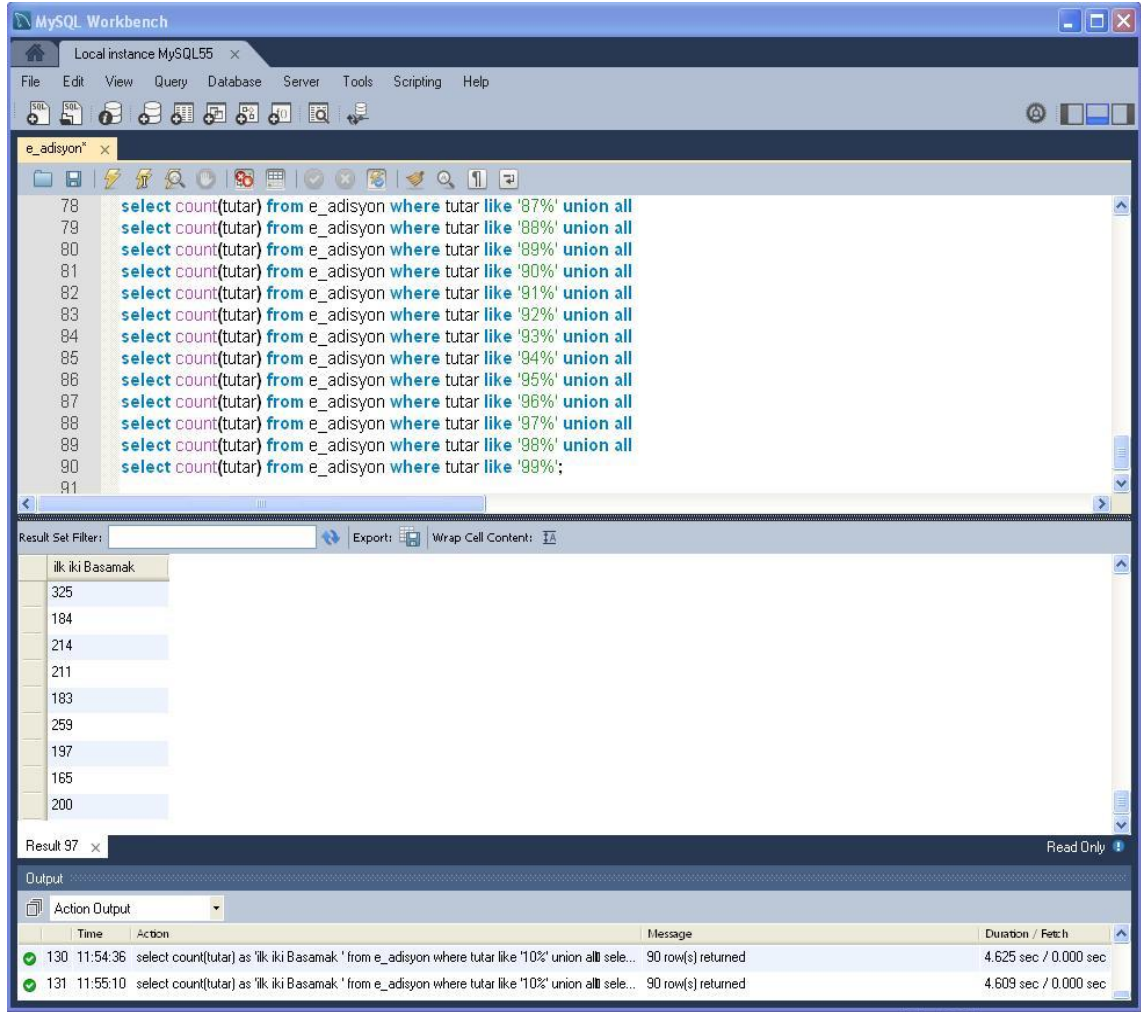 MySQL Workbench
Local instance MySQL55
File Edit View Query Database Server Tools Scripting Help
e_adisyon*
78 select count(tutar) from e_adisyon where tutar like '87%' union all
79 select count(tutar) from e_adisyon where tutar like '88%' union all
80 select count(tutar) from e_adisyon where tutar like '89%' union all
81 select count(tutar) from e_adisyon where tutar like '90%' union all
82 select count(tutar) from e_adisyon where tutar like '91%' union all
83 select count(tutar) from e_adisyon where tutar like '92%' union all
84 select count(tutar) from e_adisyon where tutar like '93%' union all
85 select count(tutar) from e_adisyon where tutar like '94%' union all
86 select count(tutar) from e_adisyon where tutar like '95%' union all
87 select count(tutar) from e_adisyon where tutar like '96%' union all
88 select count(tutar) from e_adisyon where tutar like '97%' union all
89 select count(tutar) from e_adisyon where tutar like '98%' union all
90 select count(tutar) from e_adisyon where tutar like '99%';
91
Result Set Filter: Export: Wrap Cell Content:
ilk iki Basamak
325
184
214
211
183
259
197
165
200
Result 97 Read Only
Output
Action Output
Time Action Message Duration / Fetch
130 11:54:36 select count(tutar) as 'ilk iki Basamak ' from e_adisyon where tutar like '10%' union all sele... 90 row(s) returned 4.625 sec / 0.000 sec
131 11:55:10 select count(tutar) as 'ilk iki Basamak ' from e_adisyon where tutar like '10%' union all sele... 90 row(s) returned 4.609 sec / 0.000 sec